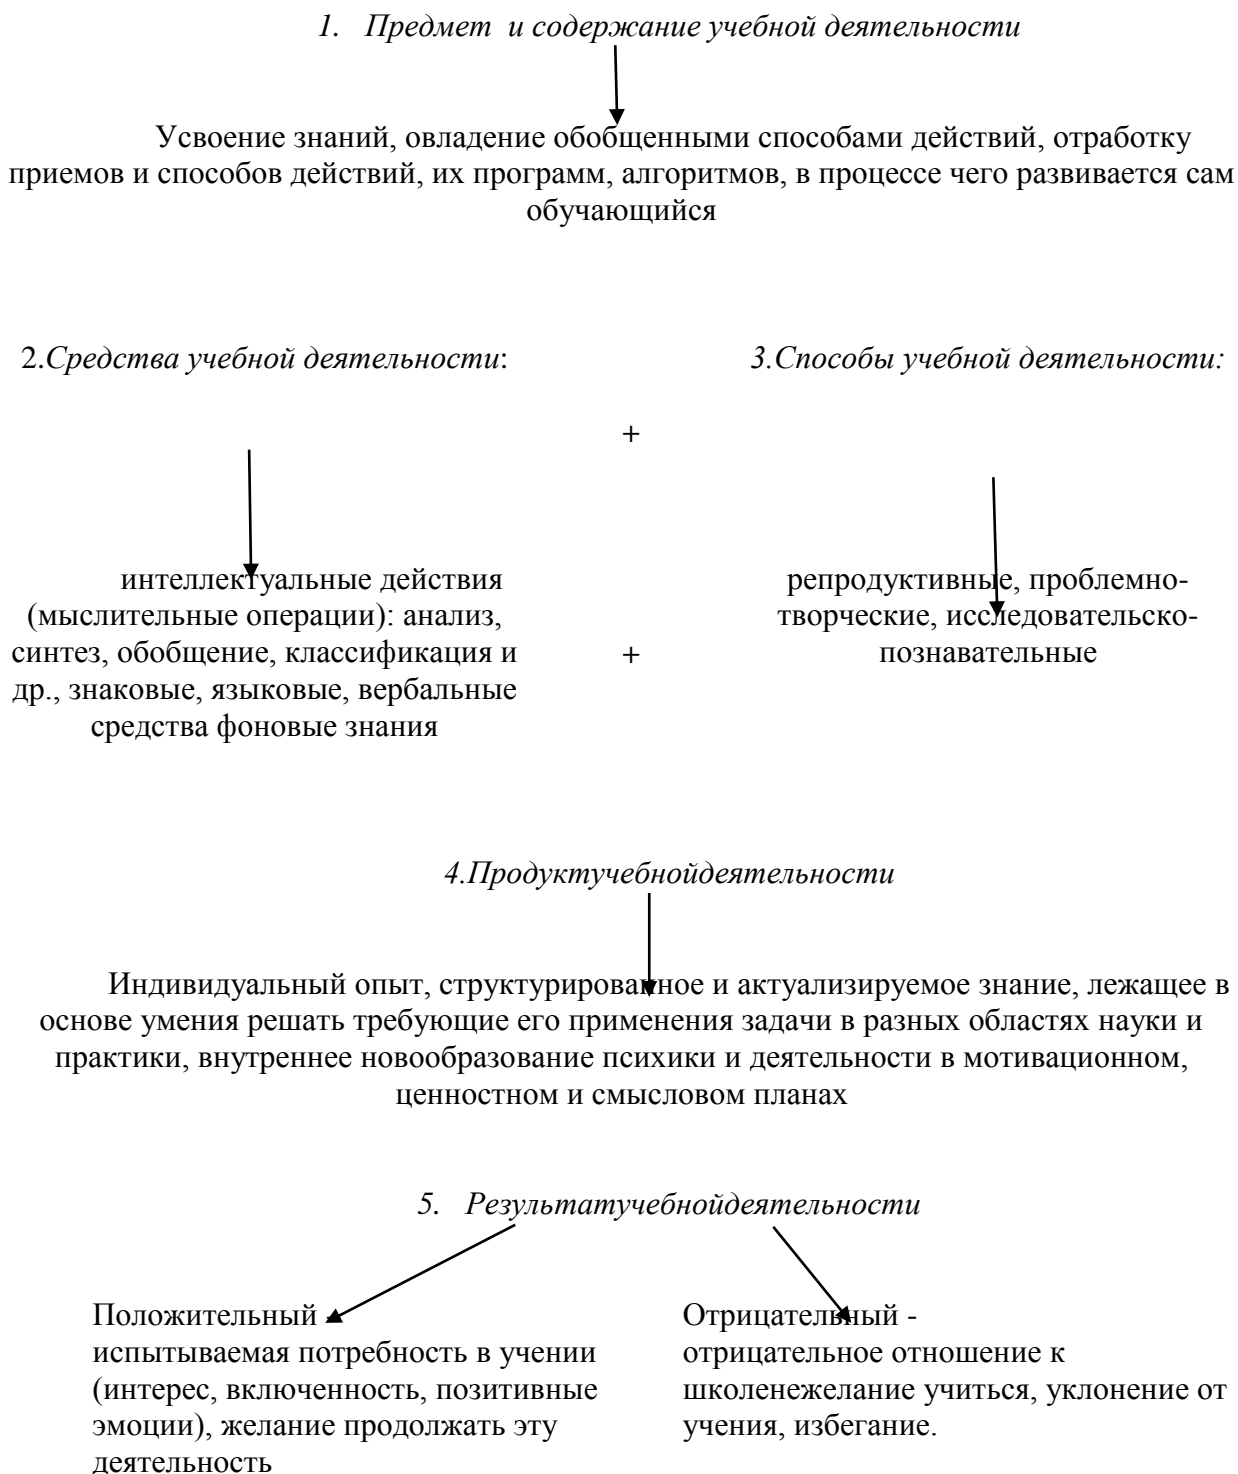 1. Предмет и содержание учебной деятельности
Усвоение знаний, овладение обобщенными способами действий, отработку
приемов и способов действий, их программ, алгоритмов, в процессе чего развивается сам
обучающийся
2.Средства учебной деятельности:
3.Способы учебной деятельности:
+
интеллектуальные действия
(мыслительные операции): анализ,
синтез, обобщение, классификация и
др., знаковые, языковые, вербальные
средства фоновые знания
+
репродуктивные, проблемно-
творческие, исследовательско-
познавательные
4.Продуктучебнойдеятельности
Индивидуальный опыт, структурированное и актуализируемое знание, лежащее в
основе умения решать требующие его применения задачи в разных областях науки и
практики, внутреннее новообразование психики и деятельности в мотивационном,
ценностном и смысловом планах
5. Результатучебнойдеятельности
Положительный -
испытываемая потребность в учении
(интерес, включенность, позитивные
эмоции), желание продолжать эту
деятельность
Отрицательный -
отрицательное отношение к
школенежелание учиться, уклонение от
учения, избегание.